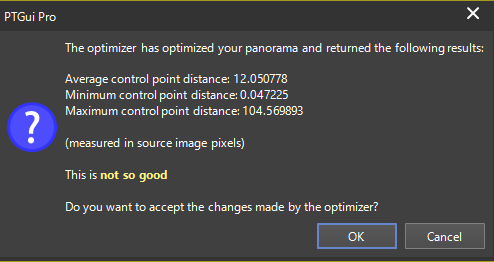 PTGui Pro
The optimizer has optimized your panorama and returned the following results:
Average control point distance: 12.050778
Minimum control point distance: 0.047225
Maximum control point distance: 104.569893
(measured in source image pixels)
This is not so good
Do you want to accept the changes made by the optimizer?
OK
Cancel